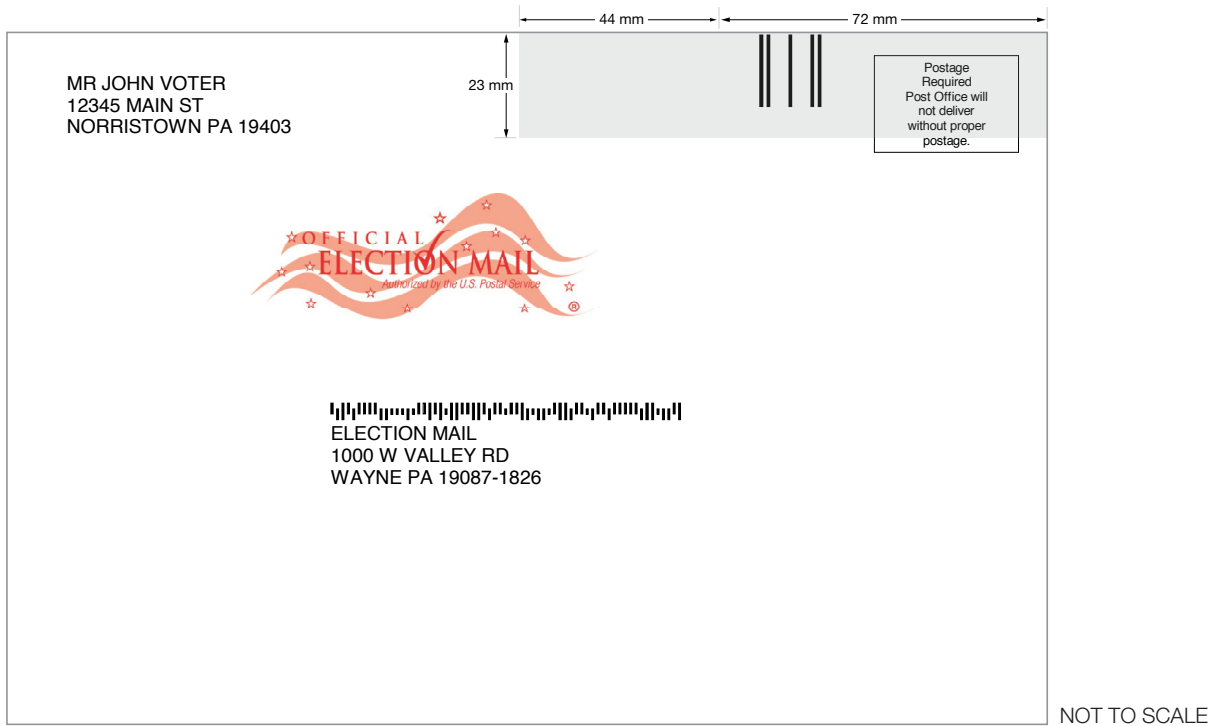 44 mm
72 mm
23 mm
MR JOHN VOTER
12345 MAIN ST
NORRISTOWN PA 19403
Postage
Required
Post Office will
not deliver
without proper
postage.
OFFICIAL
ELECTION MAIL
Authorized by the U.S. Postal Service
®
ELECTION MAIL
1000 W VALLEY RD
WAYNE PA 19087-1826
NOT TO SCALE